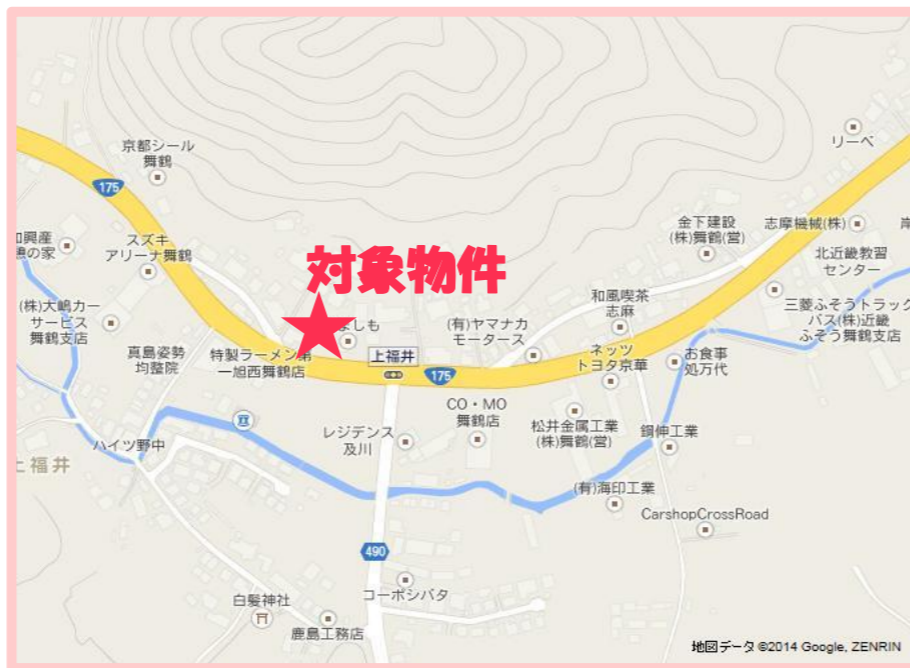 リーベ
京都シール
舞鶴
175
金下建設
(株)舞鶴(営)
志摩機械(株)
スズキ
アリーナ舞鶴
北近畿教習
センター
対象物件
和風喫茶
志麻
(株)大嶋カー
サービス
舞鶴支店
三菱ふそうトラック
バス(株)近畿
ふそう舞鶴支店
(有)ヤマナカ
モータース
真島姿勢
均整院
特製ラーメン第
一旭西舞鶴店
上福井
ネッツ
トヨタ京華
お食事
処万代
175
CO・MO
舞鶴店
レジデンス
及川
松井金属工業
(株)舞鶴(営)
鋼伸工業
ハイツ野中
上福井
(有)海印工業
CarshopCrossRoad
490
コーポシバタ
白髪神社
鹿島工務店
地図データ ©2014 Google, ZENRIN